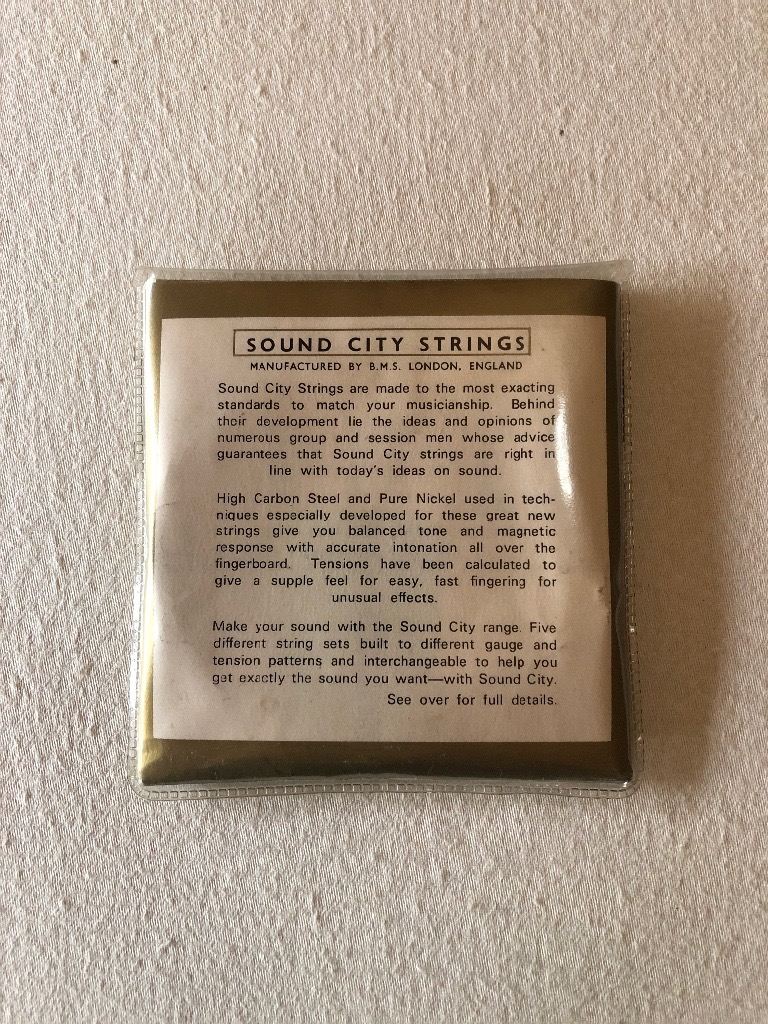 SOUND CITY STRINGS
MANUFACTURED BY B.M.S. LONDON, ENGLAND
Sound City Strings are made to the most exacting
standards to match your musicianship. Behind
their development lie the ideas and opinions of
numerous group and session men whose advice
guarantees that Sound City strings are right in
line with today's ideas on sound.
High Carbon Steel and Pure Nickel used in tech-
niques especially developed for these great new
strings give you balanced tone and magnetic
response with accurate intonation all over the
fingerboard. Tensions have been calculated to
give a supple feel for easy, fast fingering for
unusual effects.
Make your sound with the Sound City range. Five
different string sets built to different gauge and
tension patterns and interchangeable to help you
get exactly the sound you want—with Sound City.
See over for full details.